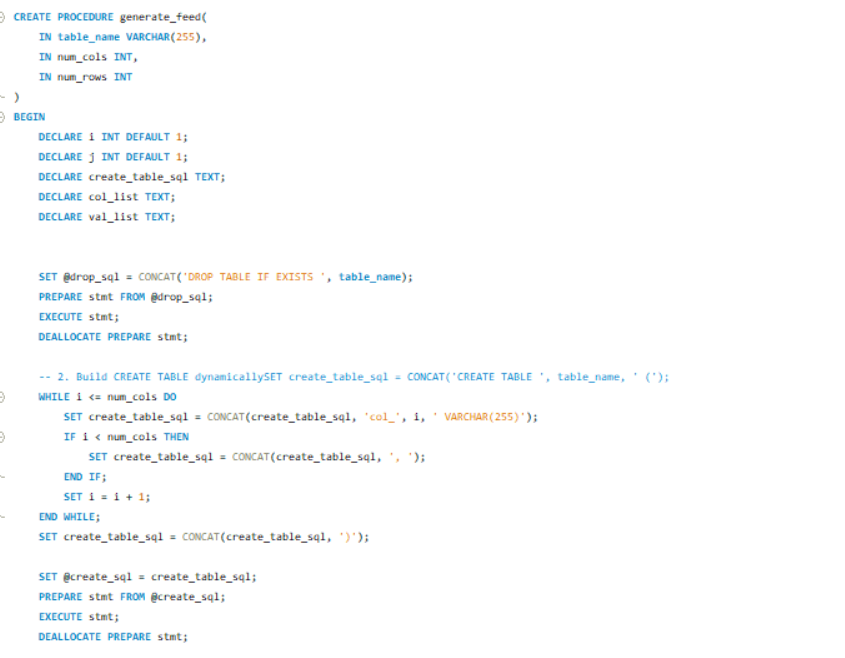 CREATE PROCEDURE generate_feed(
    IN table_name VARCHAR(255),
    IN num_cols INT,
    IN num_rows INT
)
BEGIN
    DECLARE i INT DEFAULT 1;
    DECLARE j INT DEFAULT 1;
    DECLARE create_table_sql TEXT;
    DECLARE col_list TEXT;
    DECLARE val_list TEXT;
    SET @drop_sql = CONCAT('DROP TABLE IF EXISTS ', table_name);
    PREPARE stmt FROM @drop_sql;
    EXECUTE stmt;
    DEALLOCATE PREPARE stmt;
    -- 2. Build CREATE TABLE dynamicallySET create_table_sql = CONCAT('CREATE TABLE ', table_name, ' (');
    WHILE i <= num_cols DO
        SET create_table_sql = CONCAT(create_table_sql, 'col_', i, ' VARCHAR(255)');
        IF i < num_cols THEN
            SET create_table_sql = CONCAT(create_table_sql, ', ');
        END IF;
        SET i = i + 1;
    END WHILE;
    SET create_table_sql = CONCAT(create_table_sql, ')');
    SET @create_sql = create_table_sql;
    PREPARE stmt FROM @create_sql;
    EXECUTE stmt;
    DEALLOCATE PREPARE stmt;